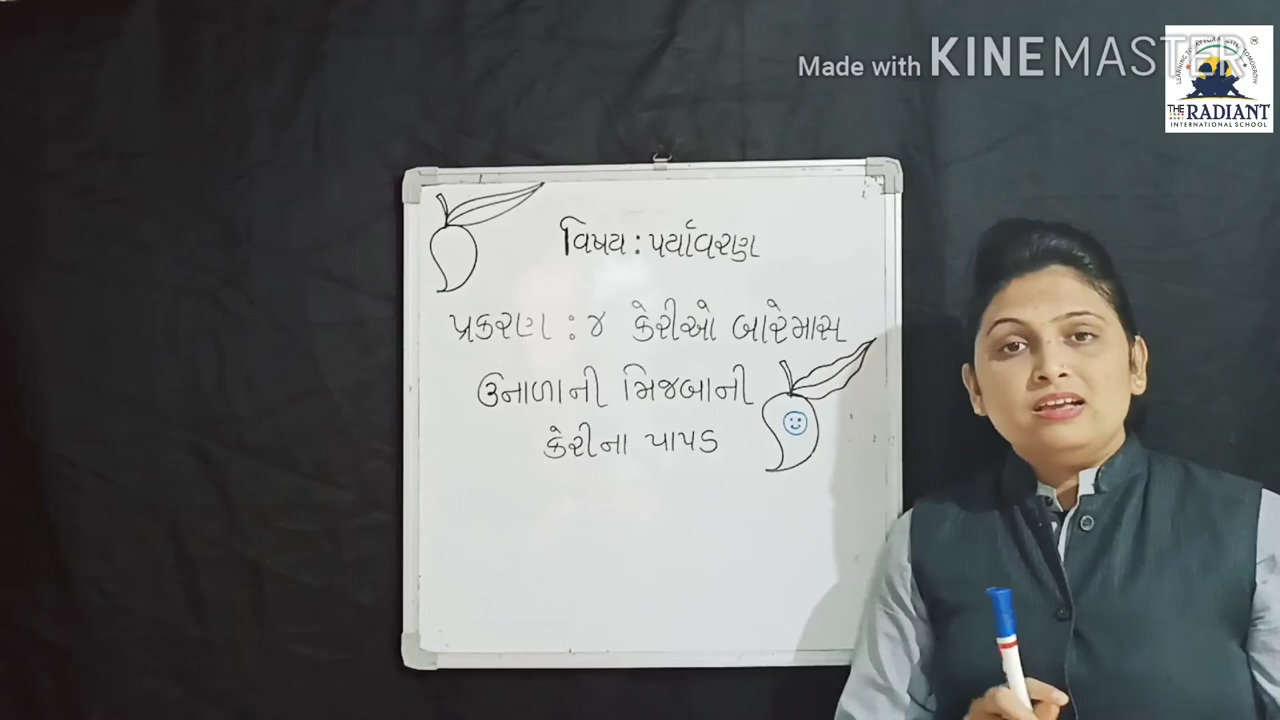 Made with KINEMASTER
THE RADIANT
INTERNATIONAL SCHOOL
વિષય : પર્યાવરણ
પ્રકરણ : ૪ કેરીઓ બારેમાસ
ઉનાળાની મિજબાની
કેરીના પાપડ